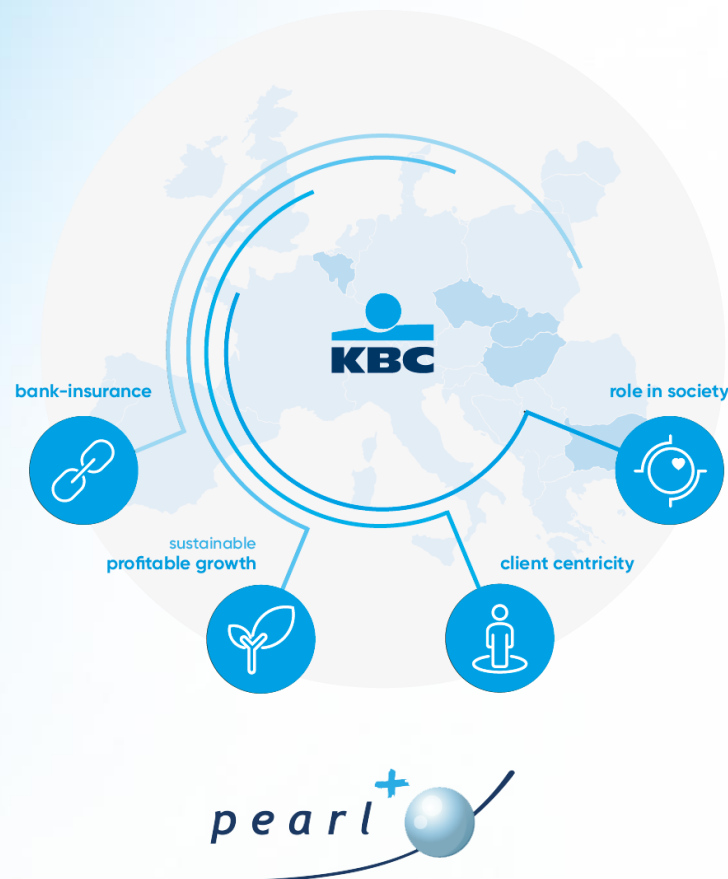 KBC
bank-insurance
role in society
sustainable
profitable growth
client centricity
pearl+